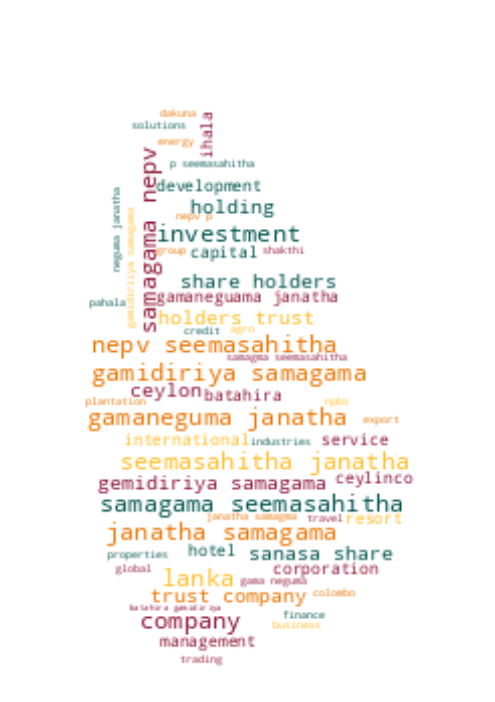 dakuna
solutions
ihala
energy
p seemasahitha
samagama nepv
development
neguma janatha
holding
gamidiriya samagama
nepv p
investment
group capital shakthi
share holders
pahala
gamaneguama janatha
holders trust
credit agro
nepv seemasahitha
samagma seemasahitha
gamidiriya samagama
ceylon batahira
plantation npbs
gamaneguma janatha export
international industries service
seemasahitha janatha
gemidiriya samagama ceylinco
samagama seemasahitha
janatha samagma travel resort
janatha samagama
properties hotel sanasa share
global corporation
lanka gama neguma
trust company colombo
batahira gamidiriya
company finance
business
management
trading